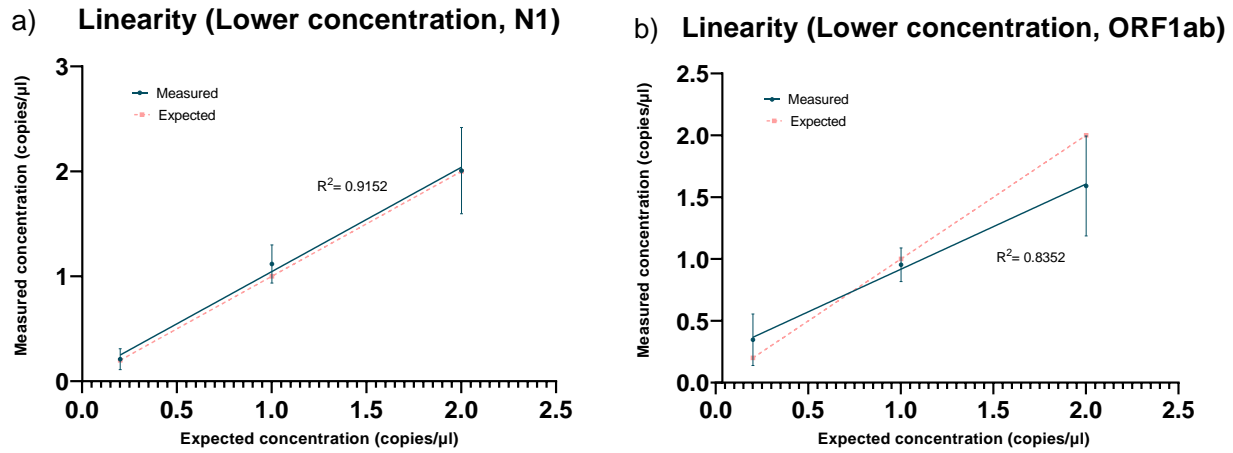 a)
Linearity (Lower concentration, N1)
Measured concentration (copies/µl)
3
2
1
0
Measured
Expected
R²= 0.9152
0.0 0.5 1.0 1.5 2.0 2.5
Expected concentration (copies/µl)
b)
Linearity (Lower concentration, ORF1ab)
Measured concentration (copies/µl)
2.5
2.0
1.5
1.0
0.5
0.0
Measured
Expected
R²= 0.8352
0.0 0.5 1.0 1.5 2.0 2.5
Expected concentration (copies/µl)